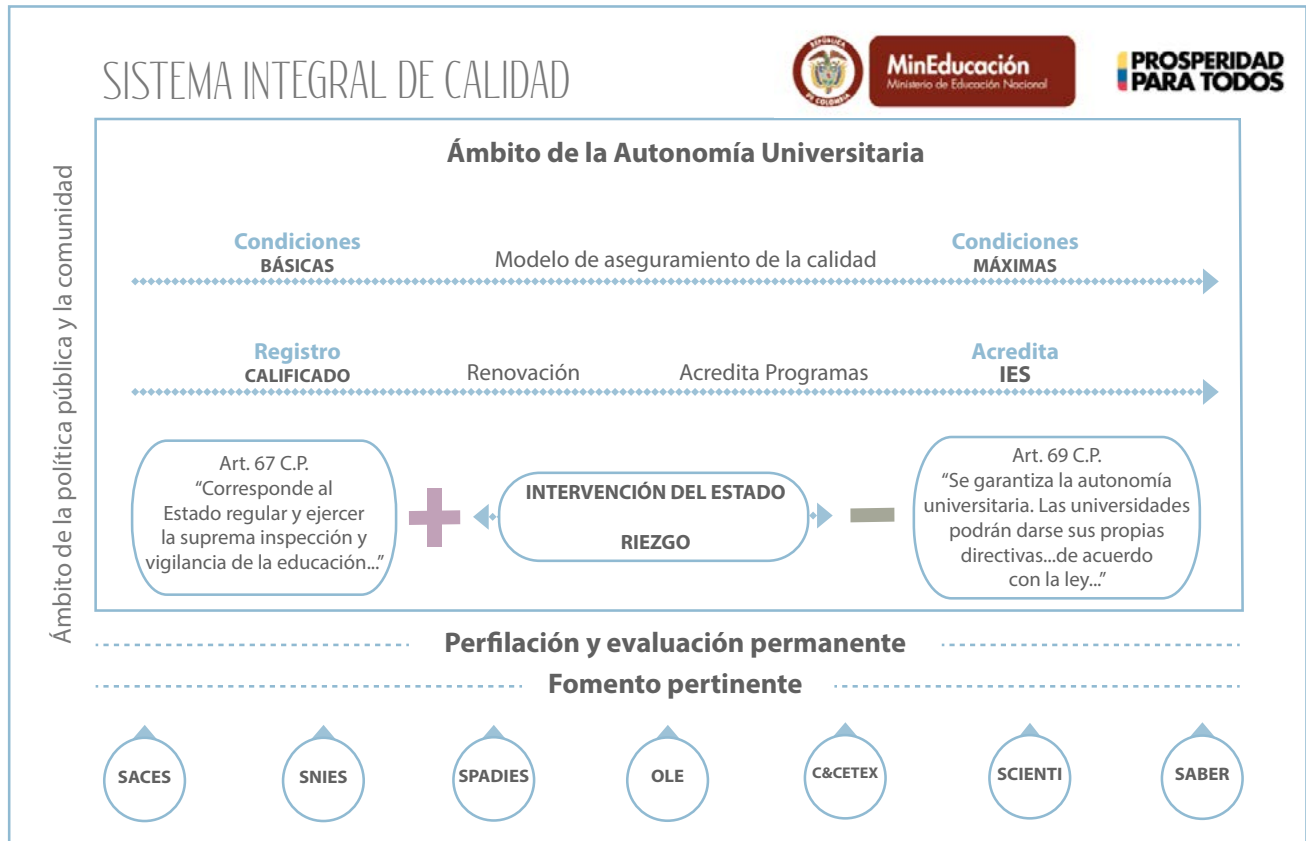 SISTEMA INTEGRAL DE CALIDAD
REPÚBLICA
DE COLOMBIA
MinEducación
Ministerio de Educación Nacional
PROSPERIDAD
PARA TODOS
Ámbito de la política pública y la comunidad
Ámbito de la Autonomía Universitaria
Condiciones
BÁSICAS
Modelo de aseguramiento de la calidad
Condiciones
MÁXIMAS
Registro
CALIFICADO
Renovación
Acredita Programas
Acredita
IES
Art. 67 C.P.
“Corresponde al
Estado regular y ejercer
la suprema inspección y
vigilancia de la educación...”
+
INTERVENCIÓN DEL ESTADO
RIEZGO
−
Art. 69 C.P.
“Se garantiza la autonomía
universitaria. Las universidades
podrán darse sus propias
directivas...de acuerdo
con la ley...”
Perfilación y evaluación permanente
Fomento pertinente
SACES
SNIES
SPADIES
OLE
C&CETEX
SCIENTI
SABER